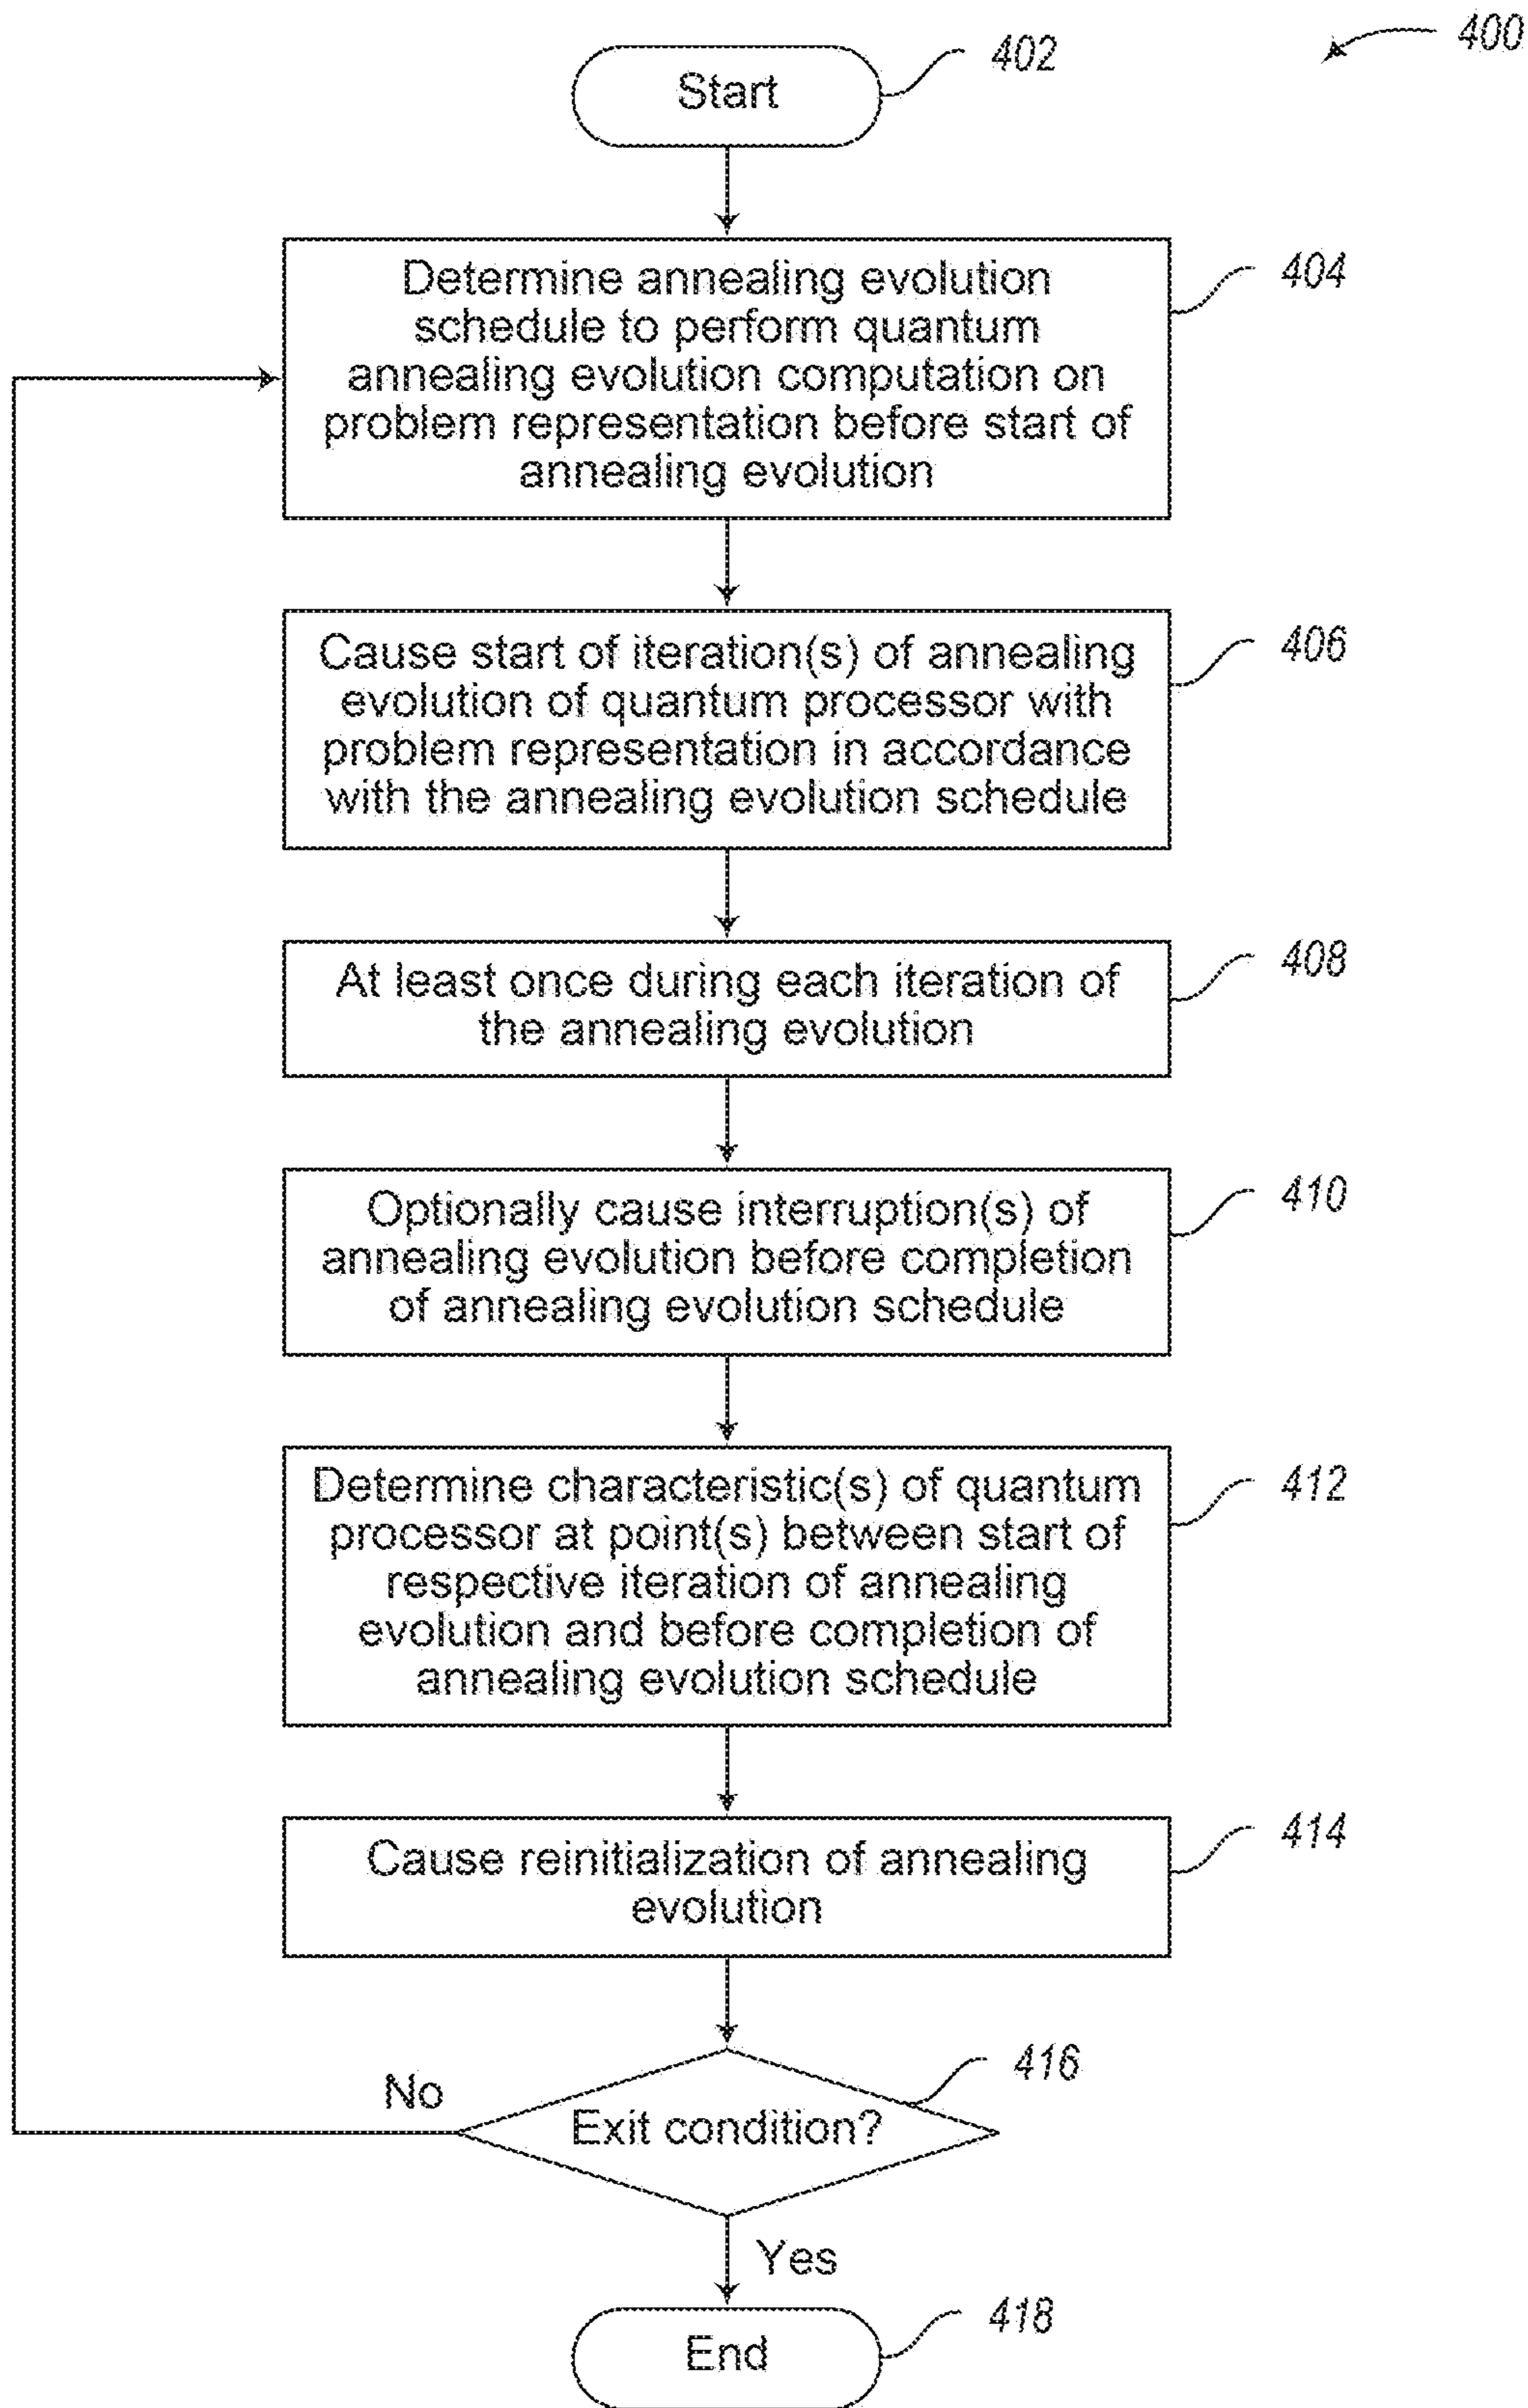 400
402
Start
404
Determine annealing evolution
schedule to perform quantum
annealing evolution computation on
problem representation before start of
annealing evolution
406
Cause start of iteration(s) of annealing
evolution of quantum processor with
problem representation in accordance
with the annealing evolution schedule
408
At least once during each iteration of
the annealing evolution
410
Optionally cause interruption(s) of
annealing evolution before completion
of annealing evolution schedule
412
Determine characteristic(s) of quantum
processor at point(s) between start of
respective iteration of annealing
evolution and before completion of
annealing evolution schedule
414
Cause reinitialization of annealing
evolution
416
No
Exit condition?
Yes
418
End